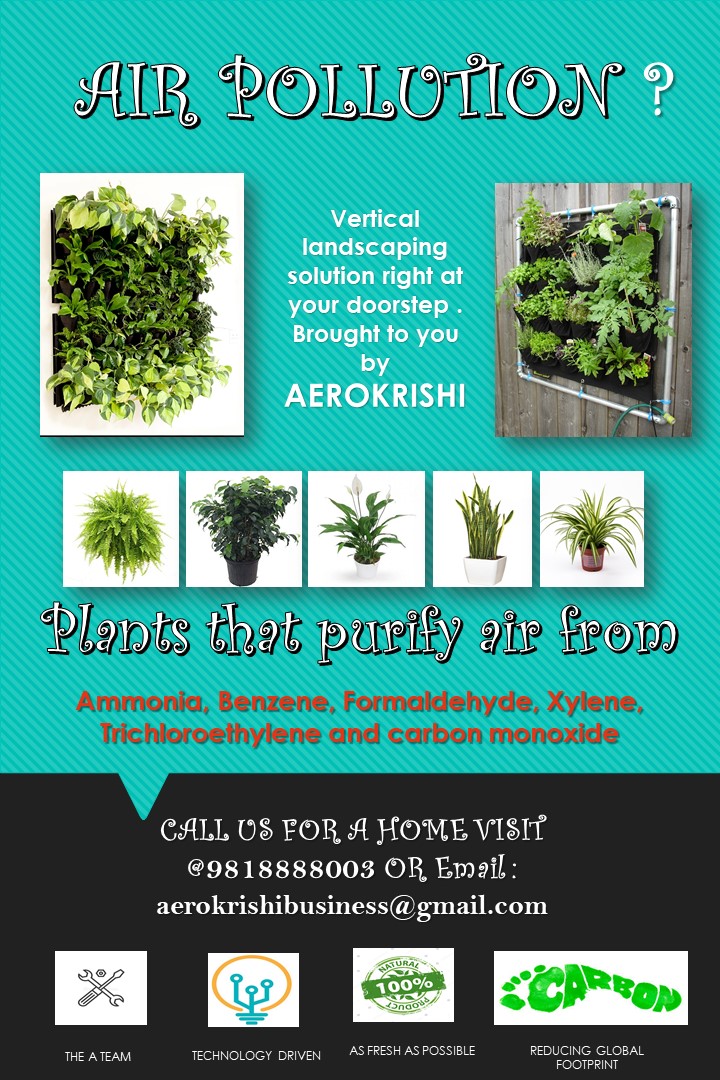 AIR POLLUTION ?
Vertical
landscaping
solution right at
your doorstep .
Brought to you
by
AEROKRISHI
Plants that purify air from
Ammonia, Benzene, Formaldehyde, Xylene,
Trichloroethylene and carbon monoxide
CALL US FOR A HOME VISIT
@9818888003 OR Email :
aerokrishibusiness@gmail.com
NATURAL
100%
PRODUCT
CARBON
THE A TEAM
TECHNOLOGY DRIVEN
AS FRESH AS POSSIBLE
REDUCING GLOBAL
FOOTPRINT